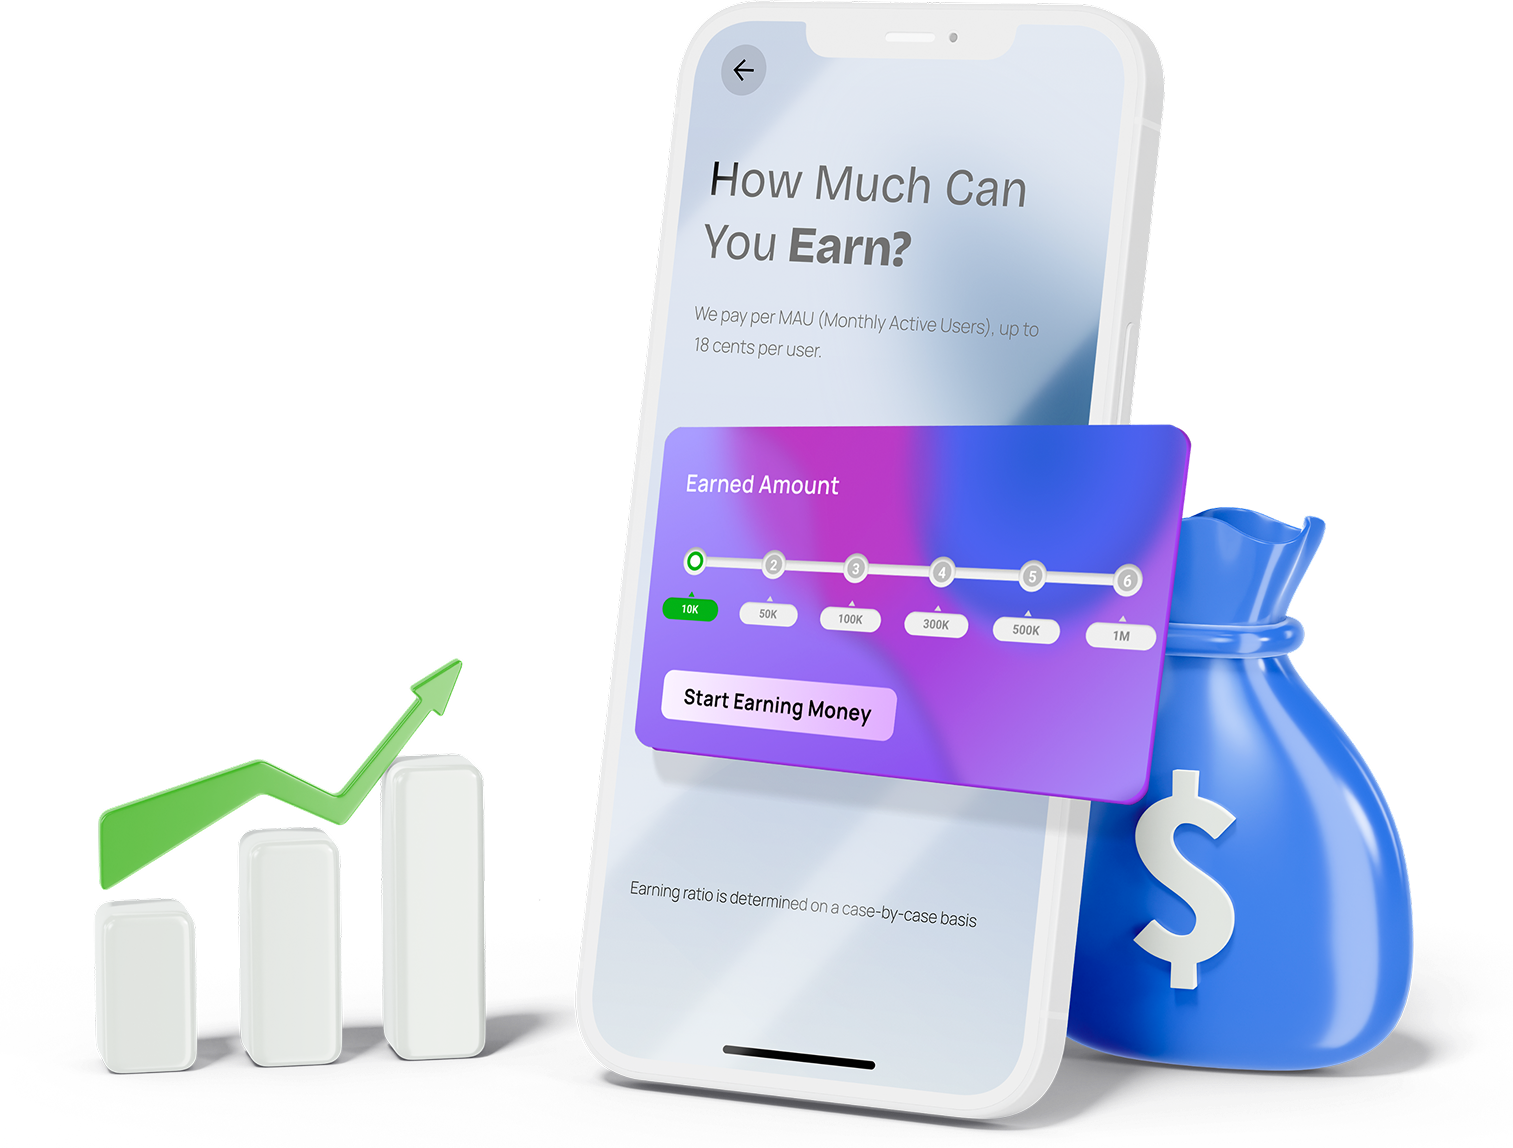 How Much Can
You Earn?
We pay per MAU (Monthly Active Users), up to
18 cents per user.
Earned Amount
2 3 4 5 6
10K 50K 100K 300K 500K 1M
Start Earning Money
Earning ratio is determined on a case-by-case basis
$